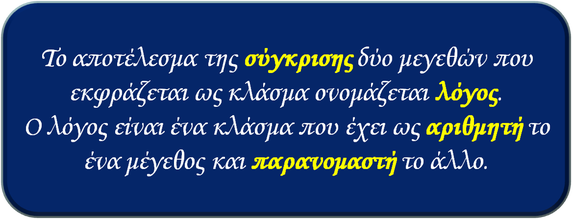 Το αποτέλεσμα της σύγκρισης δύο μεγεθών που
εκφράζεται ως κλάσμα ονομάζεται λόγος.
Ο λόγος είναι ένα κλάσμα που έχει ως αριθμητή το
ένα μέγεθος και παρανομαστή το άλλο.